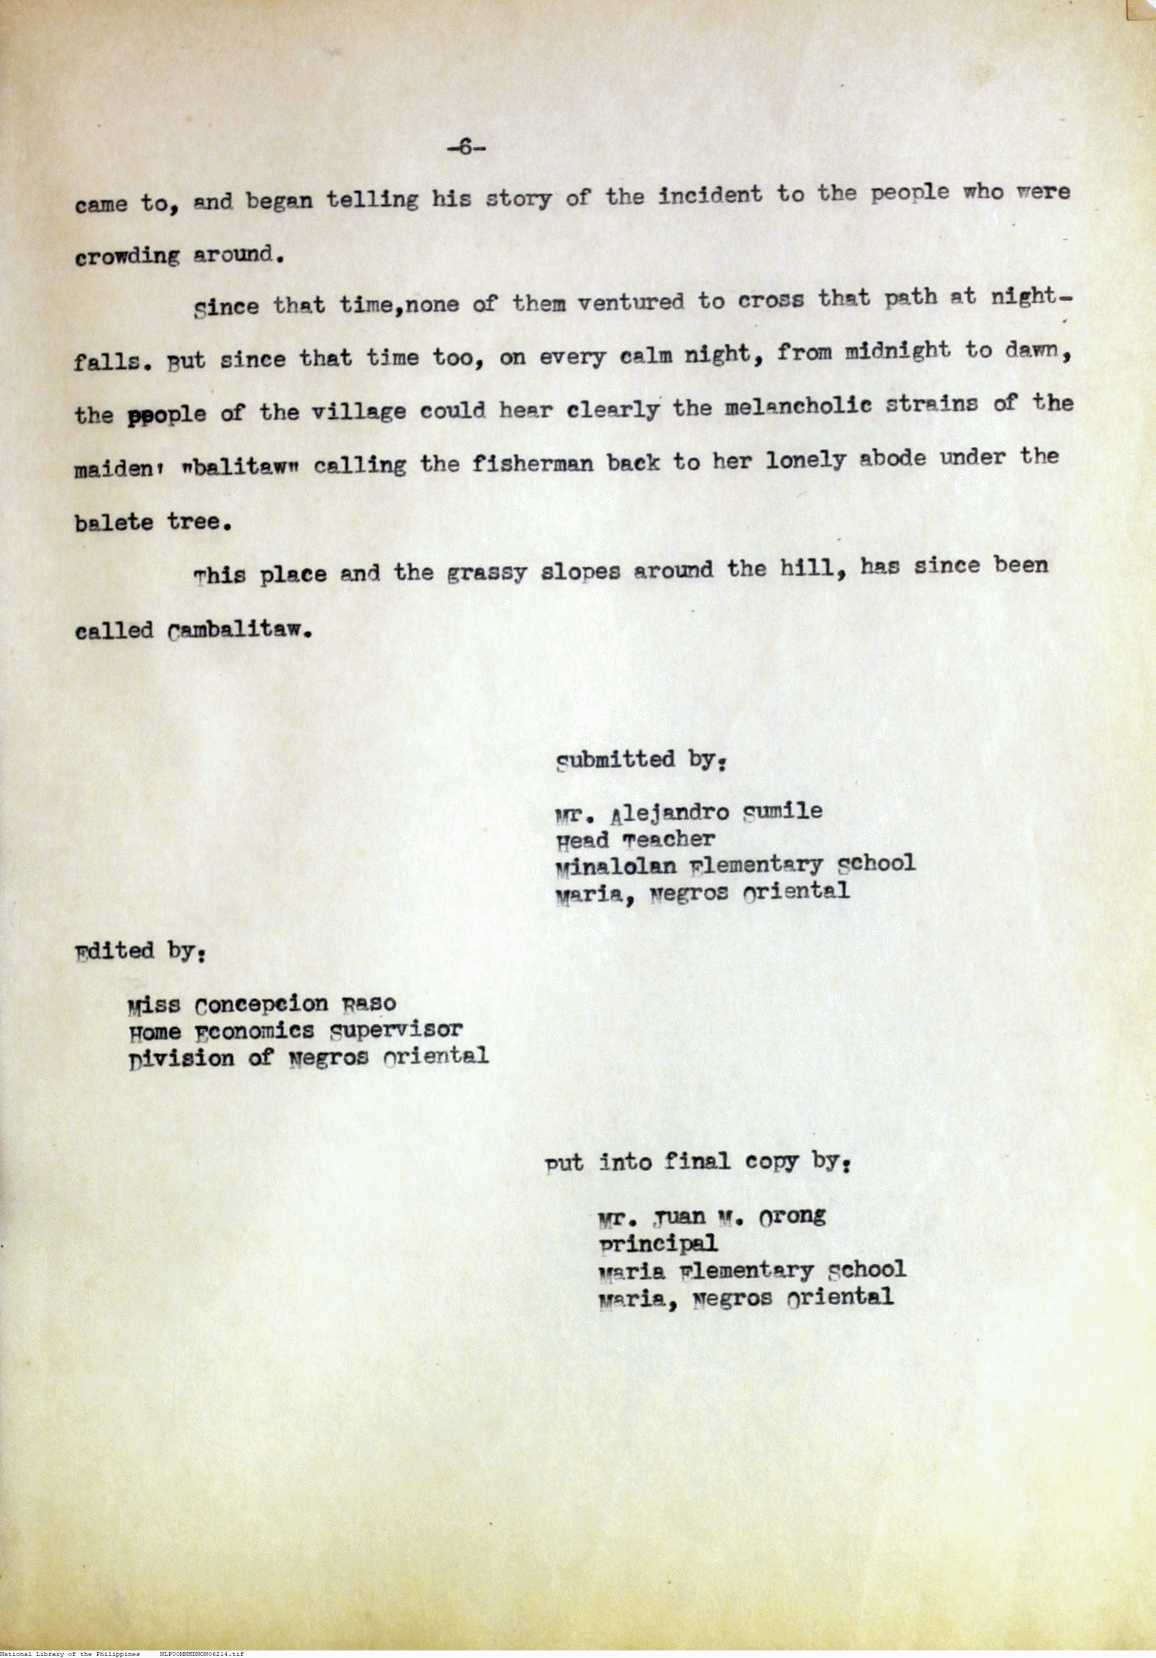 -6-
came to, and began telling his story of the incident to the people who were
crowding around.
Since that time,none of them ventured to cross that path at night-
falls. But since that time too, on every calm night, from midnight to dawn,
the people of the village could hear clearly the melancholic strains of the
maiden' "balitaw" calling the fisherman back to her lonely abode under the
balete tree.
This place and the grassy slopes around the hill, has since been
called Cambalitaw.
Submitted by:
Mr. Alejandro Sumile
Head Teacher
Minalolan Elementary School
Maria, Negros Oriental
Edited by:
Miss Concepcion Raso
Home Economics Supervisor
Division of Negros Oriental
Put into final copy by:
Mr. Juan M. Orong
Principal
Maria Elementary School
Maria, Negros Oriental
National Library of the Philippines